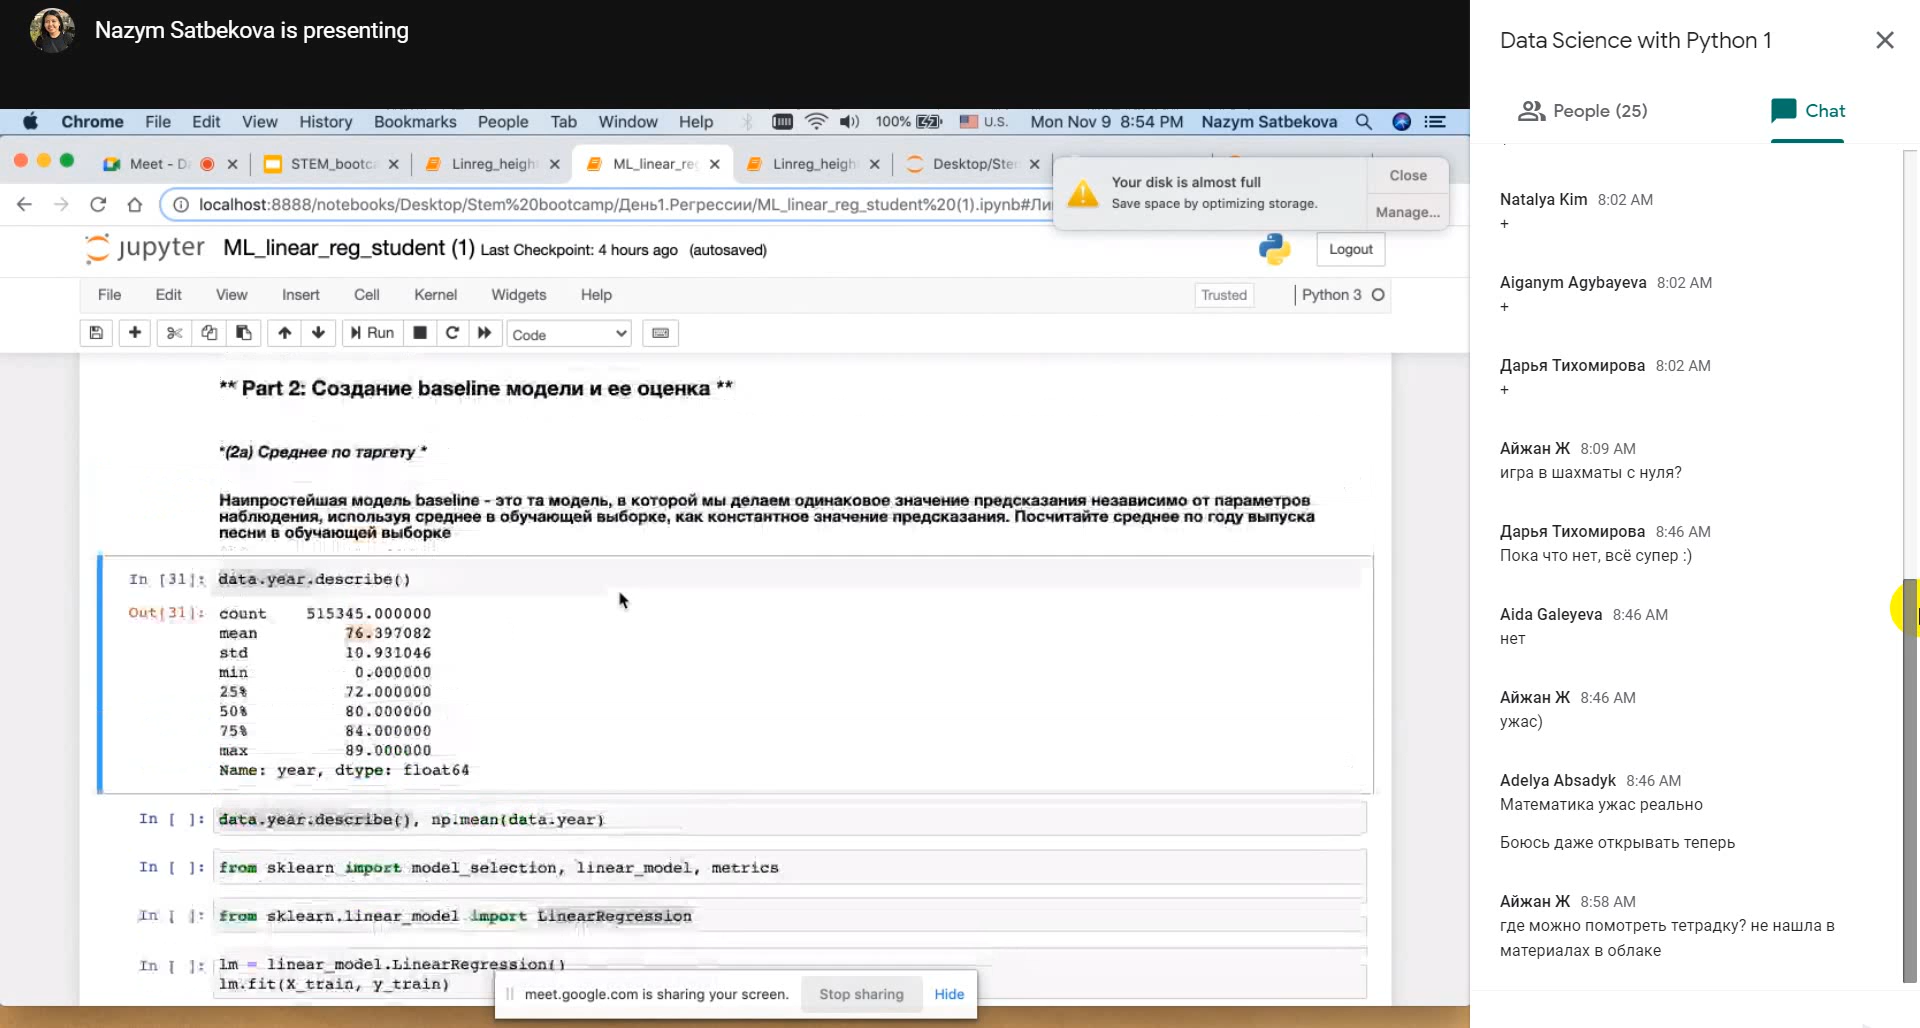 Nazym Satbekova is presenting
Chrome File Edit View History Bookmarks People Tab Window Help 100% U.S. Mon Nov 9 8:54 PM Nazym Satbekova
Meet - Da STEM_bootca Linreg_heigh ML_linear_re Linreg_heigh Desktop/Ste
Your disk is almost full
Save space by optimizing storage.
Close
Manage...
localhost:8888/notebooks/Desktop/Stem%20bootcamp/День1.Регрессии/ML_linear_reg_student%20(1).ipynb#Ли
jupyter ML_linear_reg_student (1) Last Checkpoint: 4 hours ago (autosaved)
Logout
File Edit View Insert Cell Kernel Widgets Help
Trusted Python 3
Run Code
** Part 2: Создание baseline модели и ее оценка **
*(2а) Среднее по таргету *
Наипростейшая модель baseline - это та модель, в которой мы делаем одинаковое значение предсказания независимо от параметров
наблюдения, используя среднее в обучающей выборке, как константное значение предсказания. Посчитайте среднее по году выпуска
песни в обучающей выборке
In [31]: data.year.describe()
Out[31]: count 515345.000000
mean 76.397082
std 10.931046
min 0.000000
25% 72.000000
50% 80.000000
75% 84.000000
max 89.000000
Name: year, dtype: float64
In [ ]: data.year.describe(), np.mean(data.year)
In [ ]: from sklearn import model_selection, linear_model, metrics
In [ ]: from sklearn.linear_model import LinearRegression
In [ ]: lm = linear_model.LinearRegression()
lm.fit(X_train, y_train)
meet.google.com is sharing your screen. Stop sharing Hide
Data Science with Python 1
People (25)
Chat
Natalya Kim 8:02 AM
+
Aiganym Agybayeva 8:02 AM
+
Дарья Тихомирова 8:02 AM
+
Айжан Ж 8:09 AM
игра в шахматы с нуля?
Дарья Тихомирова 8:46 AM
Пока что нет, всё супер :)
Aida Galeyeva 8:46 AM
нет
Айжан Ж 8:46 AM
ужас)
Adelya Absadyk 8:46 AM
Математика ужас реально
Боюсь даже открывать теперь
Айжан Ж 8:58 AM
где можно помотреть тетрадку? не нашла в
материалах в облаке